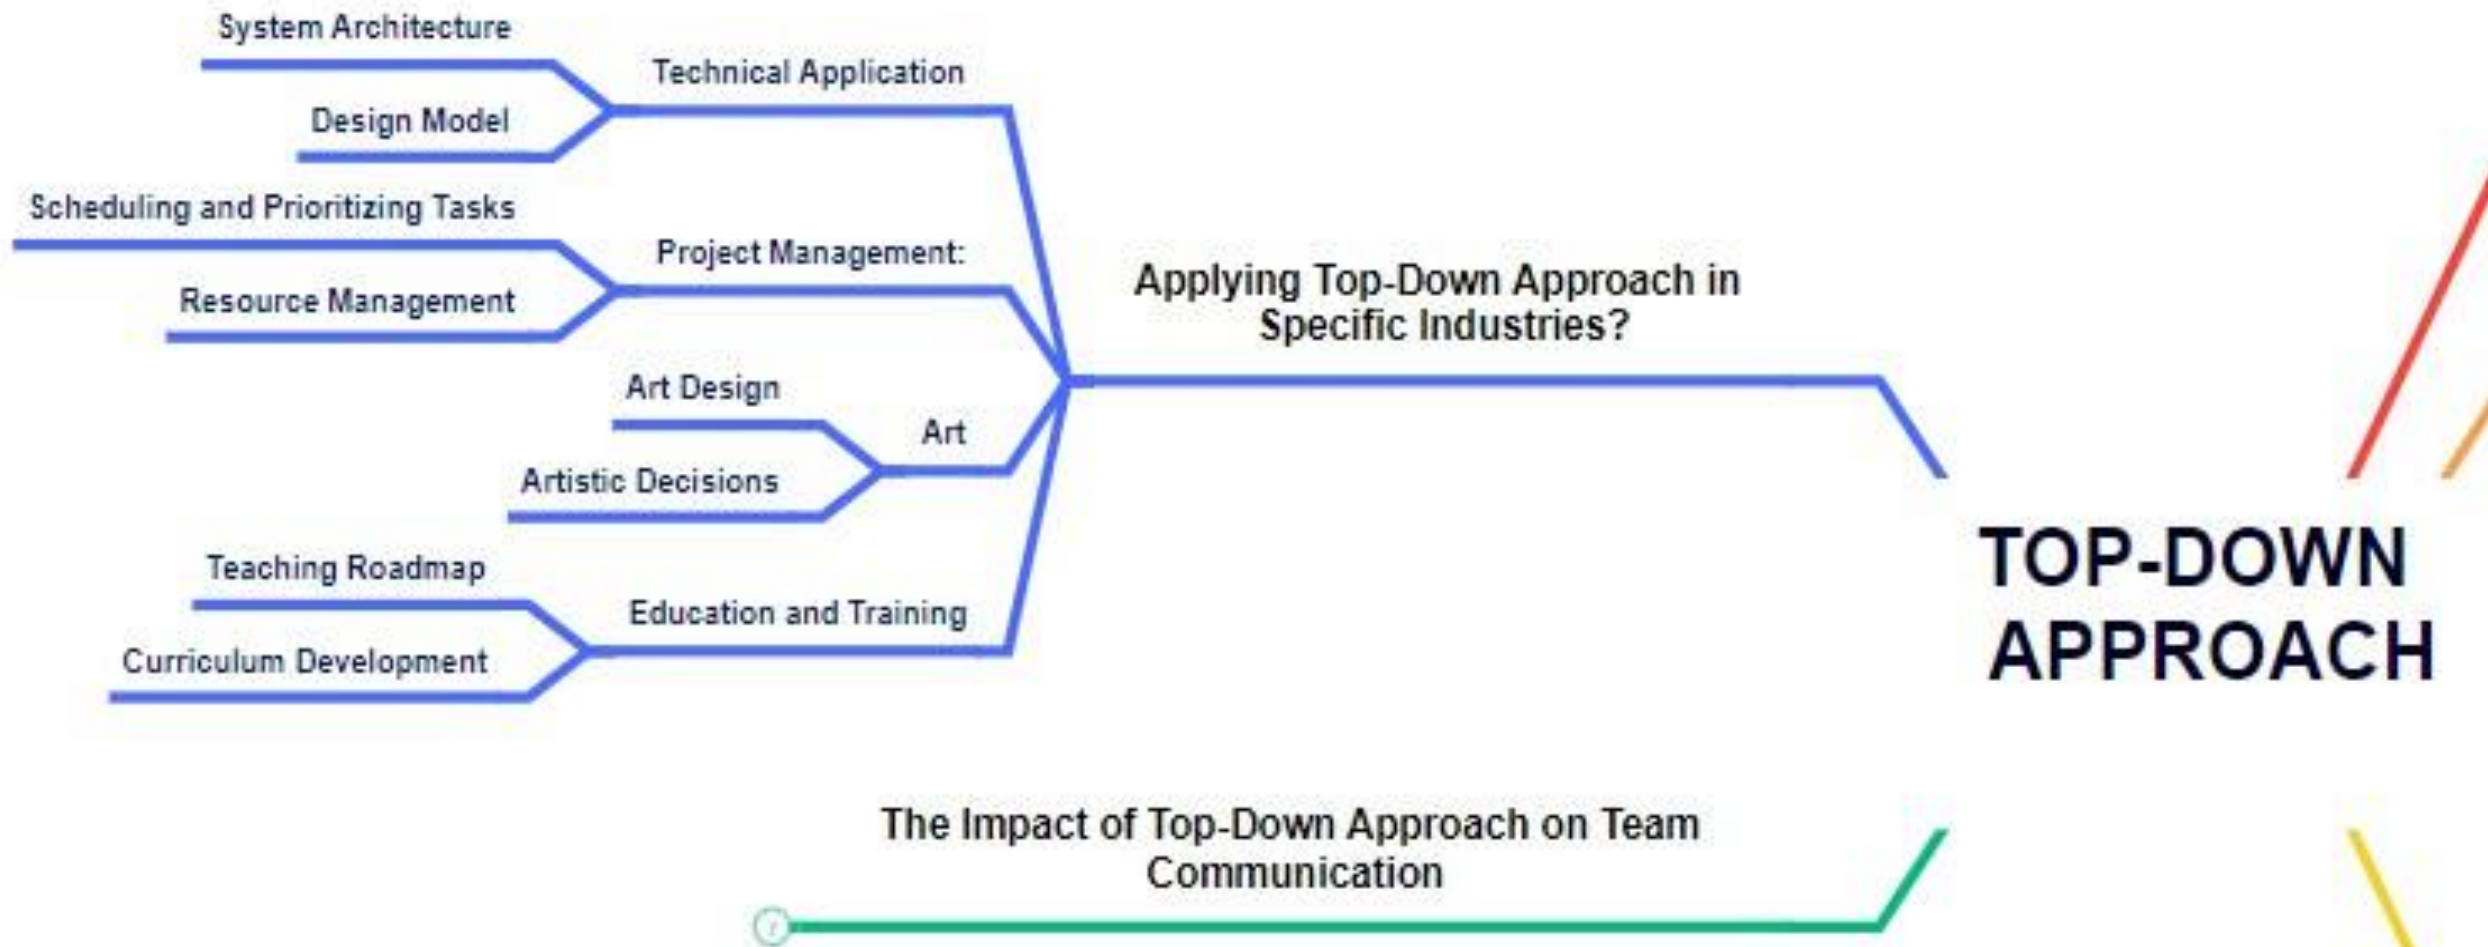 System Architecture
Technical Application
Design Model
Scheduling and Prioritizing Tasks
Project Management:
Resource Management
Applying Top-Down Approach in
Specific Industries?
Art Design
Art
Artistic Decisions
Teaching Roadmap
Education and Training
Curriculum Development
TOP-DOWN
APPROACH
The Impact of Top-Down Approach on Team
Communication